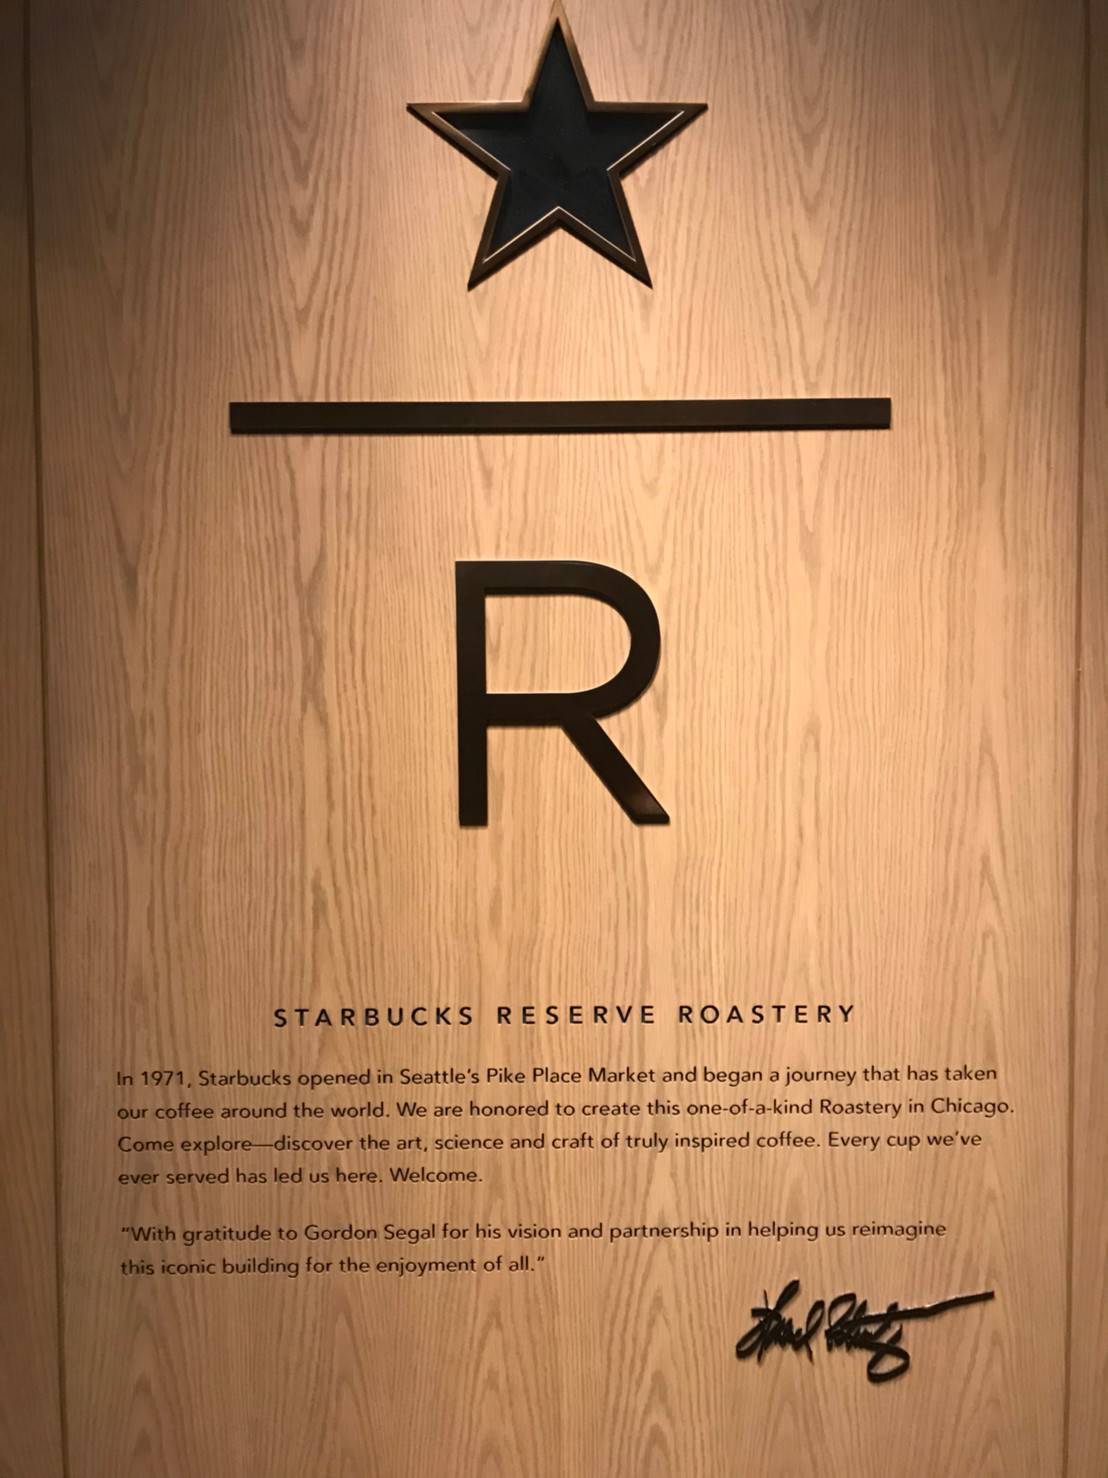 R
STARBUCKS RESERVE ROASTERY
In 1971, Starbucks opened in Seattle's Pike Place Market and began a journey that has taken
our coffee around the world. We are honored to create this one-of-a-kind Roastery in Chicago.
Come explore—discover the art, science and craft of truly inspired coffee. Every cup we've
ever served has led us here. Welcome.
"With gratitude to Gordon Segal for his vision and partnership in helping us reimagine
this iconic building for the enjoyment of all."